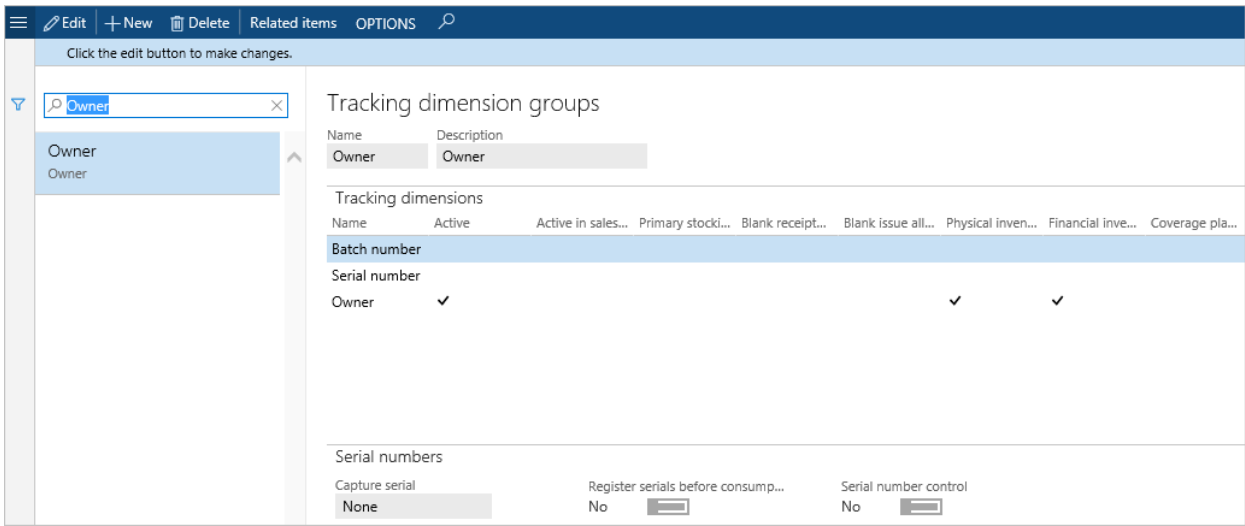 Edit New Delete Related items OPTIONS
Click the edit button to make changes.
Owner
Owner
Owner
Tracking dimension groups
Name Description
Owner Owner
Tracking dimensions
Name Active Active in sales... Primary stocki... Blank receipt... Blank issue all... Physical inven... Financial inve... Coverage pla...
Batch number
Serial number
Owner
Serial numbers
Capture serial Register serials before consump... Serial number control
None No No